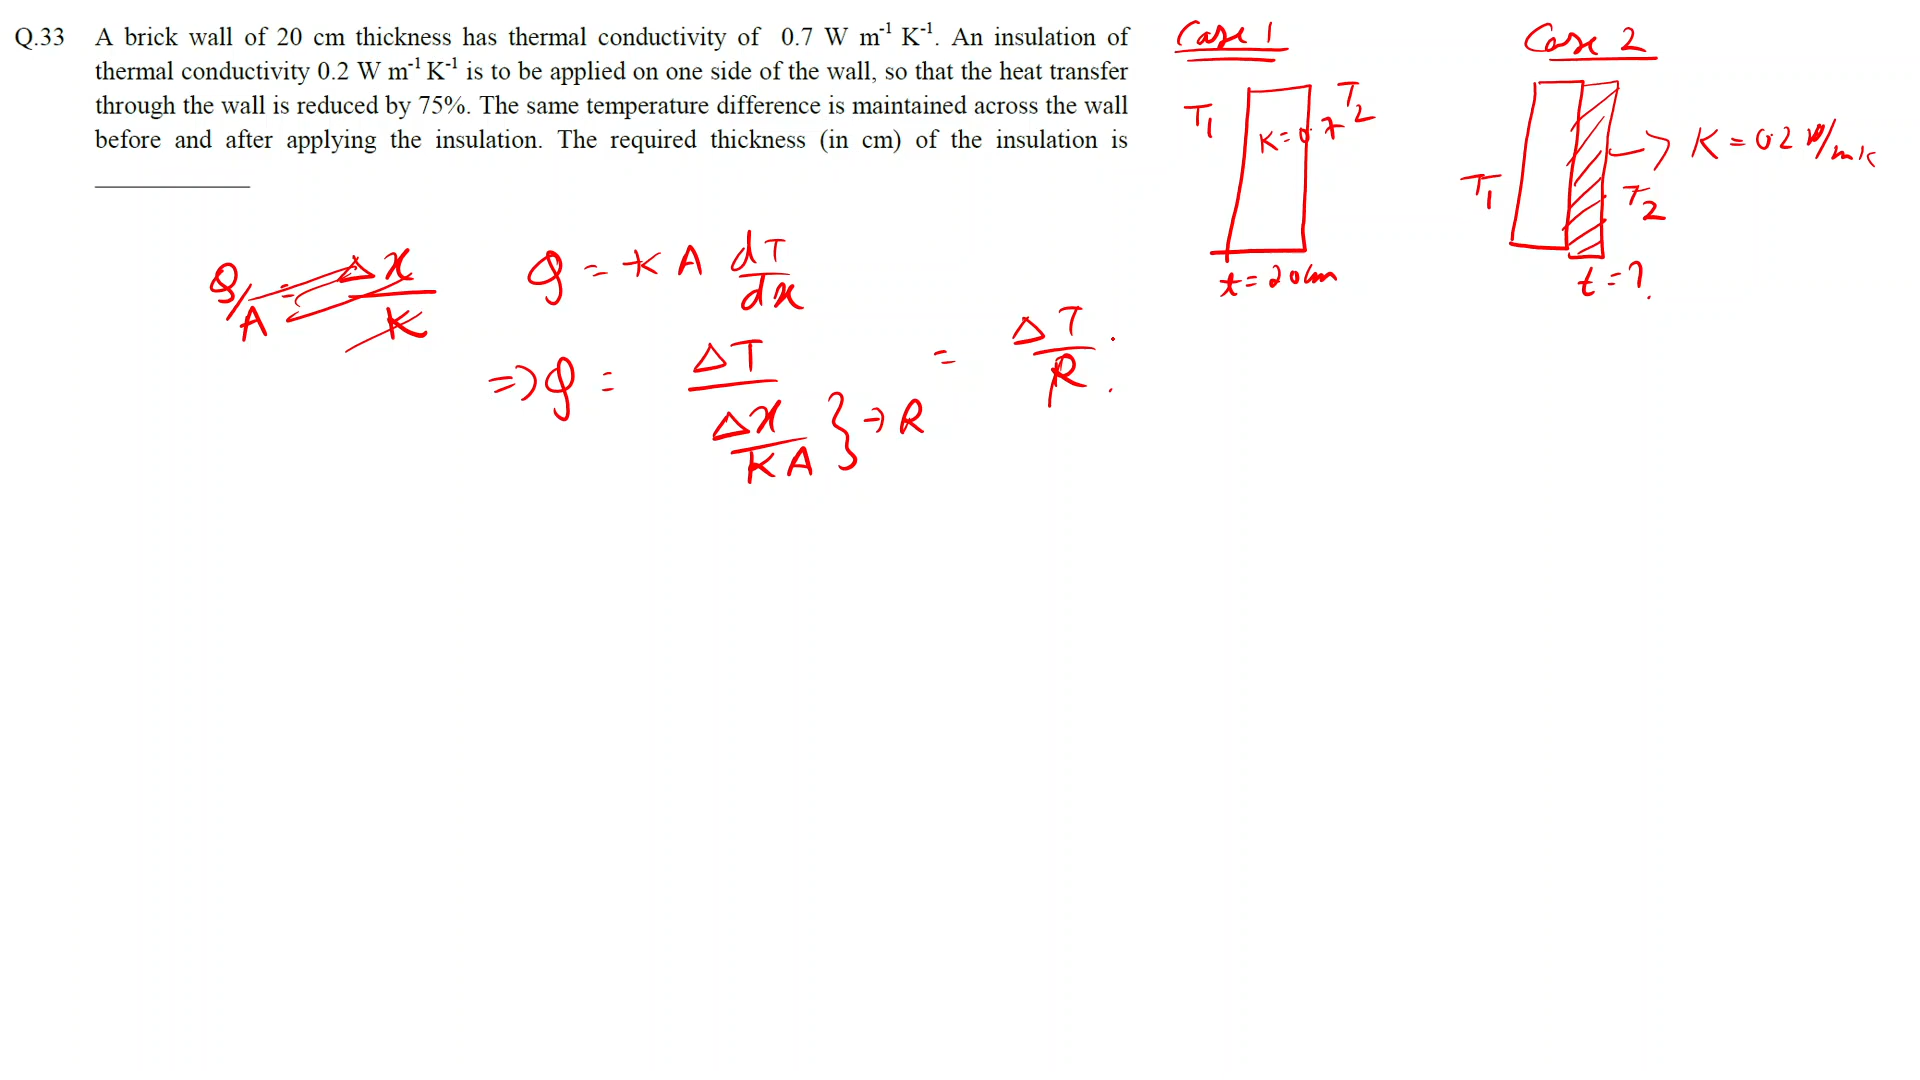 Q.33 A brick wall of 20 cm thickness has thermal conductivity of 0.7 W m⁻¹ K⁻¹. An insulation of
thermal conductivity 0.2 W m⁻¹ K⁻¹ is to be applied on one side of the wall, so that the heat transfer
through the wall is reduced by 75%. The same temperature difference is maintained across the wall
before and after applying the insulation. The required thickness (in cm) of the insulation is
Case 1
T₁
K = 0.7
T₂
t = 20 cm
Case 2
T₁
T₂
→ K = 0.2 W/mK
t = ?
Q/A = Δx/K
Q = K A dT/dx
⇒ Q = ΔT / (Δx/KA) } → R = ΔT/R